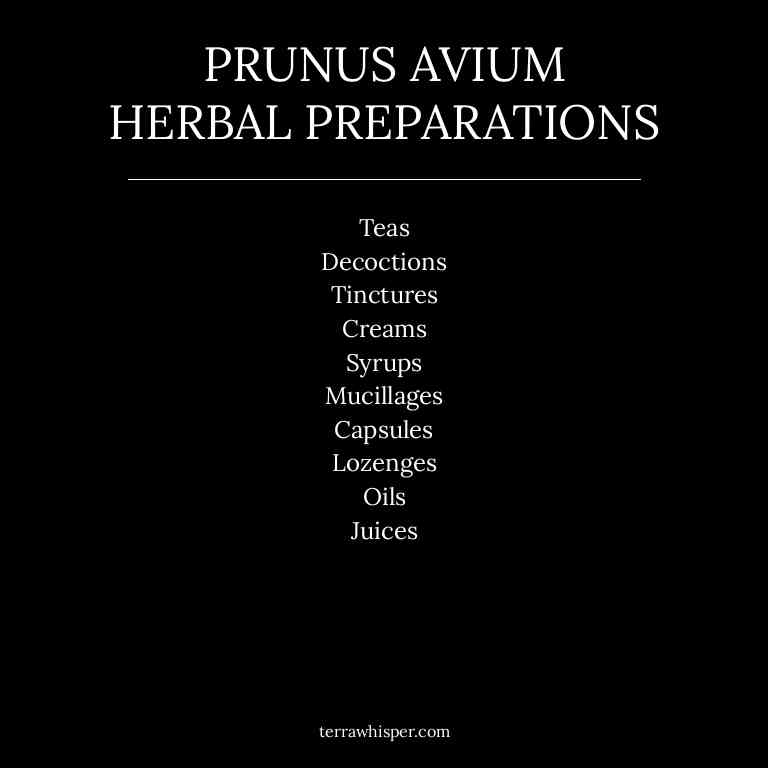 PRUNUS AVIUM
HERBAL PREPARATIONS
Teas
Decoctions
Tinctures
Creams
Syrups
Mucillages
Capsules
Lozenges
Oils
Juices
terrawhisper.com